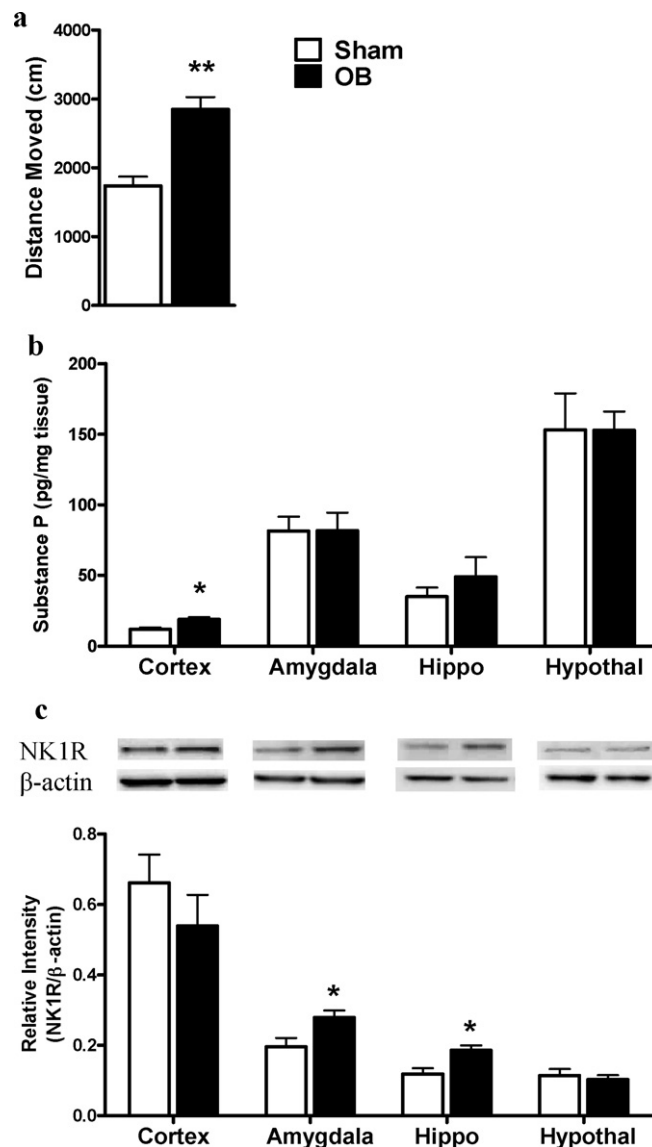 a
Distance Moved (cm)
4000
3000
2000
1000
0
**
Sham
OB
b
Substance P (pg/mg tissue)
200
150
100
50
0
*
Cortex Amygdala Hippo Hypothal
c
NK1R
β-actin
Relative Intensity
(NK1R/β-actin)
0.8
0.6
0.4
0.2
0.0
* *
Cortex Amygdala Hippo Hypothal